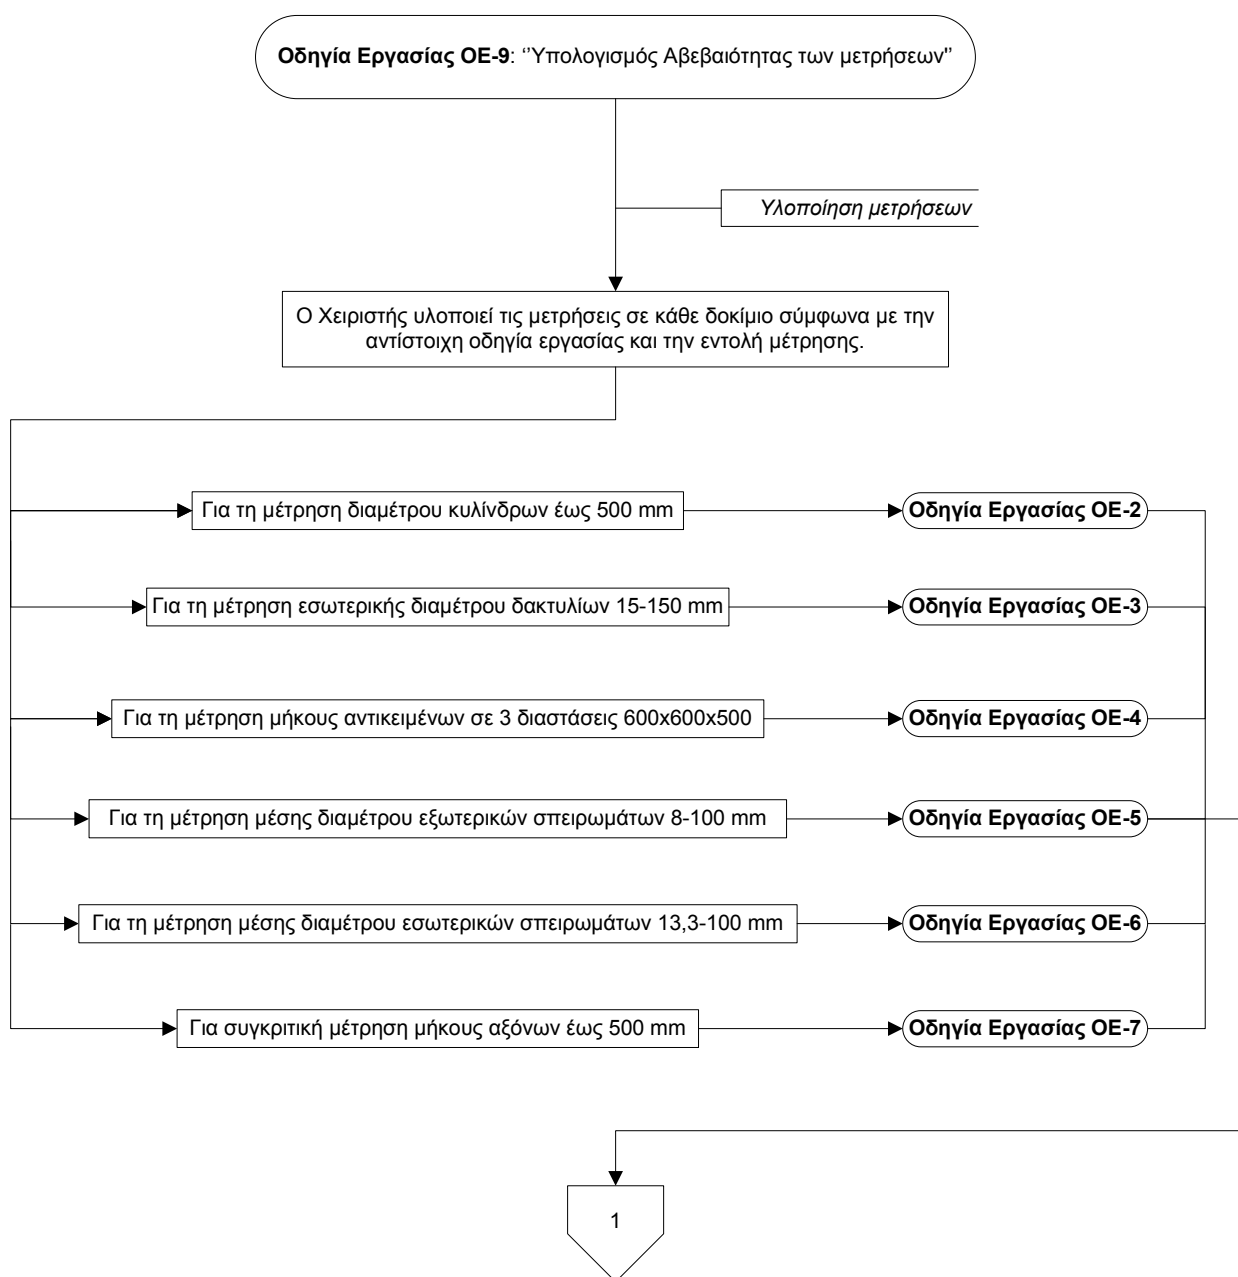 Οδηγία Εργασίας ΟΕ-9: ‘’Υπολογισμός Αβεβαιότητας των μετρήσεων’’
Υλοποίηση μετρήσεων
Ο Χειριστής υλοποιεί τις μετρήσεις σε κάθε δοκίμιο σύμφωνα με την
αντίστοιχη οδηγία εργασίας και την εντολή μέτρησης.
Για τη μέτρηση διαμέτρου κυλίνδρων έως 500 mm
Οδηγία Εργασίας ΟΕ-2
Για τη μέτρηση εσωτερικής διαμέτρου δακτυλίων 15-150 mm
Οδηγία Εργασίας ΟΕ-3
Για τη μέτρηση μήκους αντικειμένων σε 3 διαστάσεις 600x600x500
Οδηγία Εργασίας ΟΕ-4
Για τη μέτρηση μέσης διαμέτρου εξωτερικών σπειρωμάτων 8-100 mm
Οδηγία Εργασίας ΟΕ-5
Για τη μέτρηση μέσης διαμέτρου εσωτερικών σπειρωμάτων 13,3-100 mm
Οδηγία Εργασίας ΟΕ-6
Για συγκριτική μέτρηση μήκους αξόνων έως 500 mm
Οδηγία Εργασίας ΟΕ-7
1